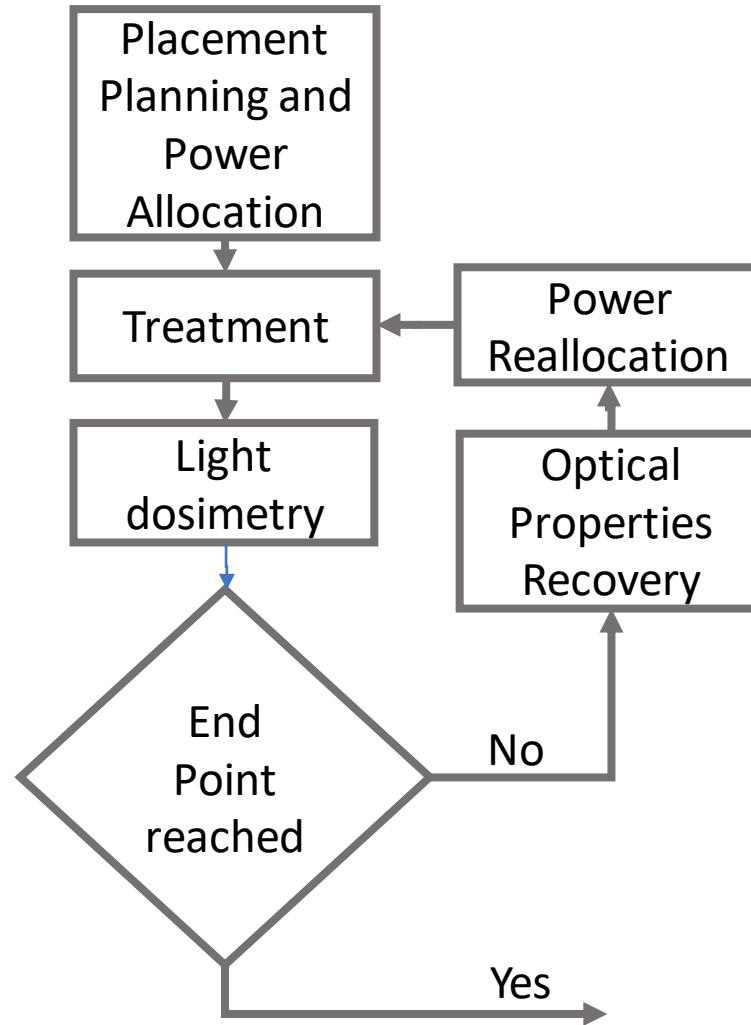 Placement
Planning and
Power
Allocation
Treatment
Power
Reallocation
Light
dosimetry
Optical
Properties
Recovery
End
Point
reached
No
Yes